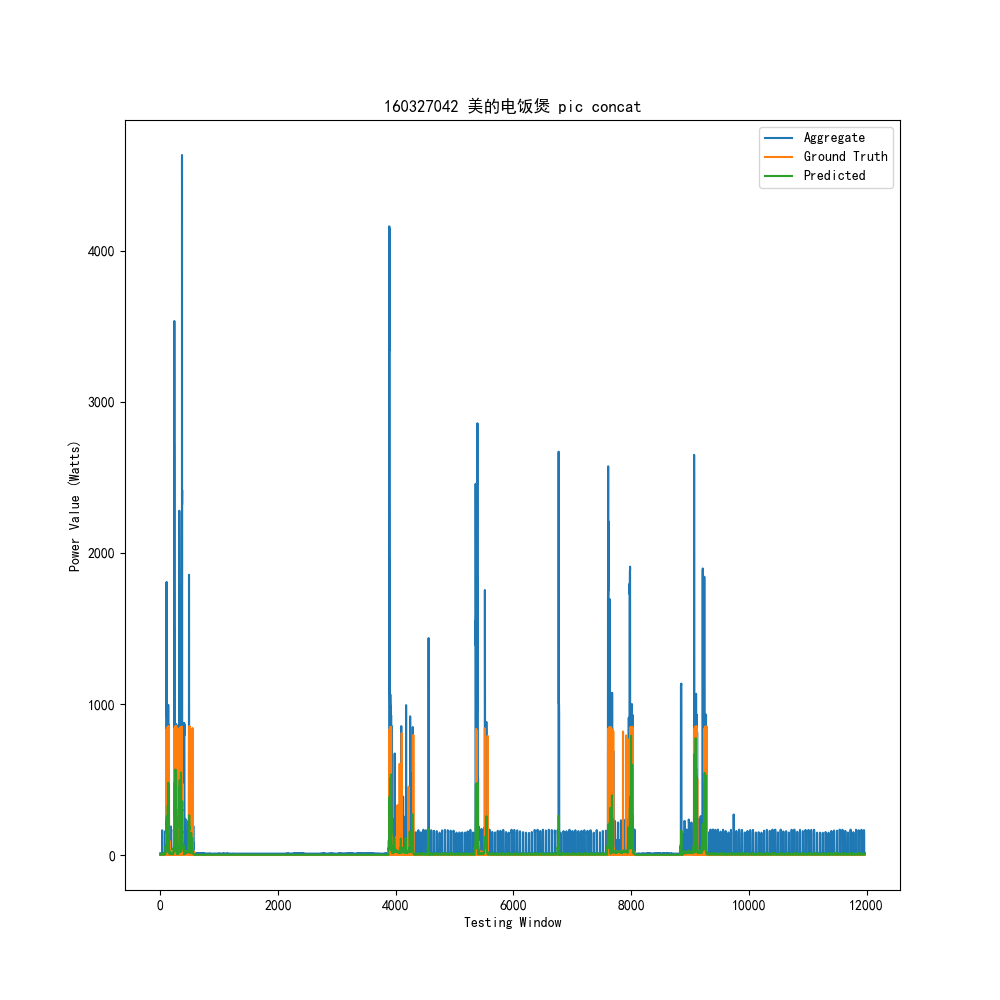 160327042 美的电饭煲 pic concat
Aggregate
Ground Truth
Predicted
Power Value (Watts)
4000
3000
2000
1000
0
0 2000 4000 6000 8000 10000 12000
Testing Window